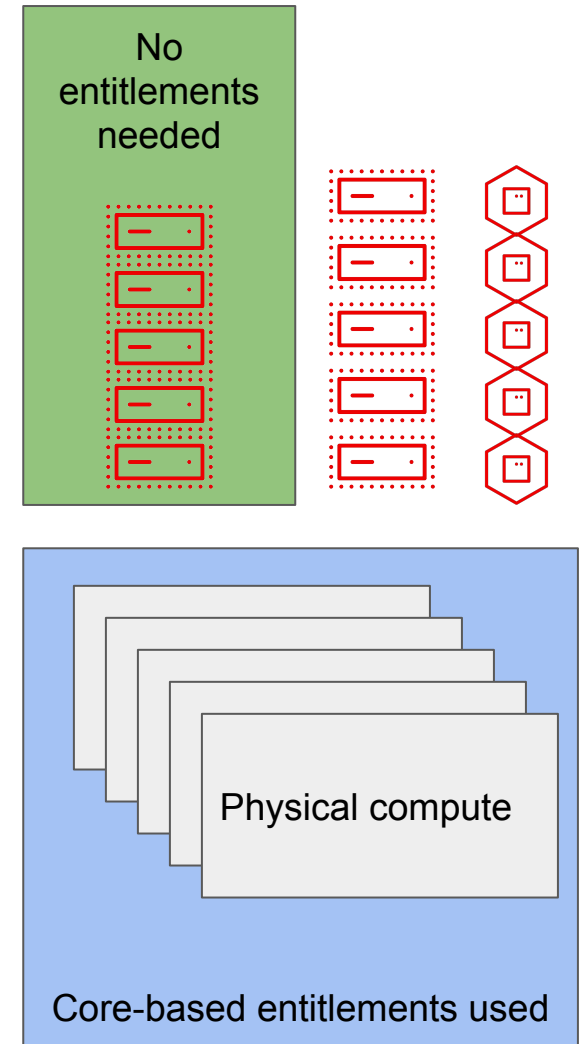 No
entitlements
needed
Physical compute
Core-based entitlements used